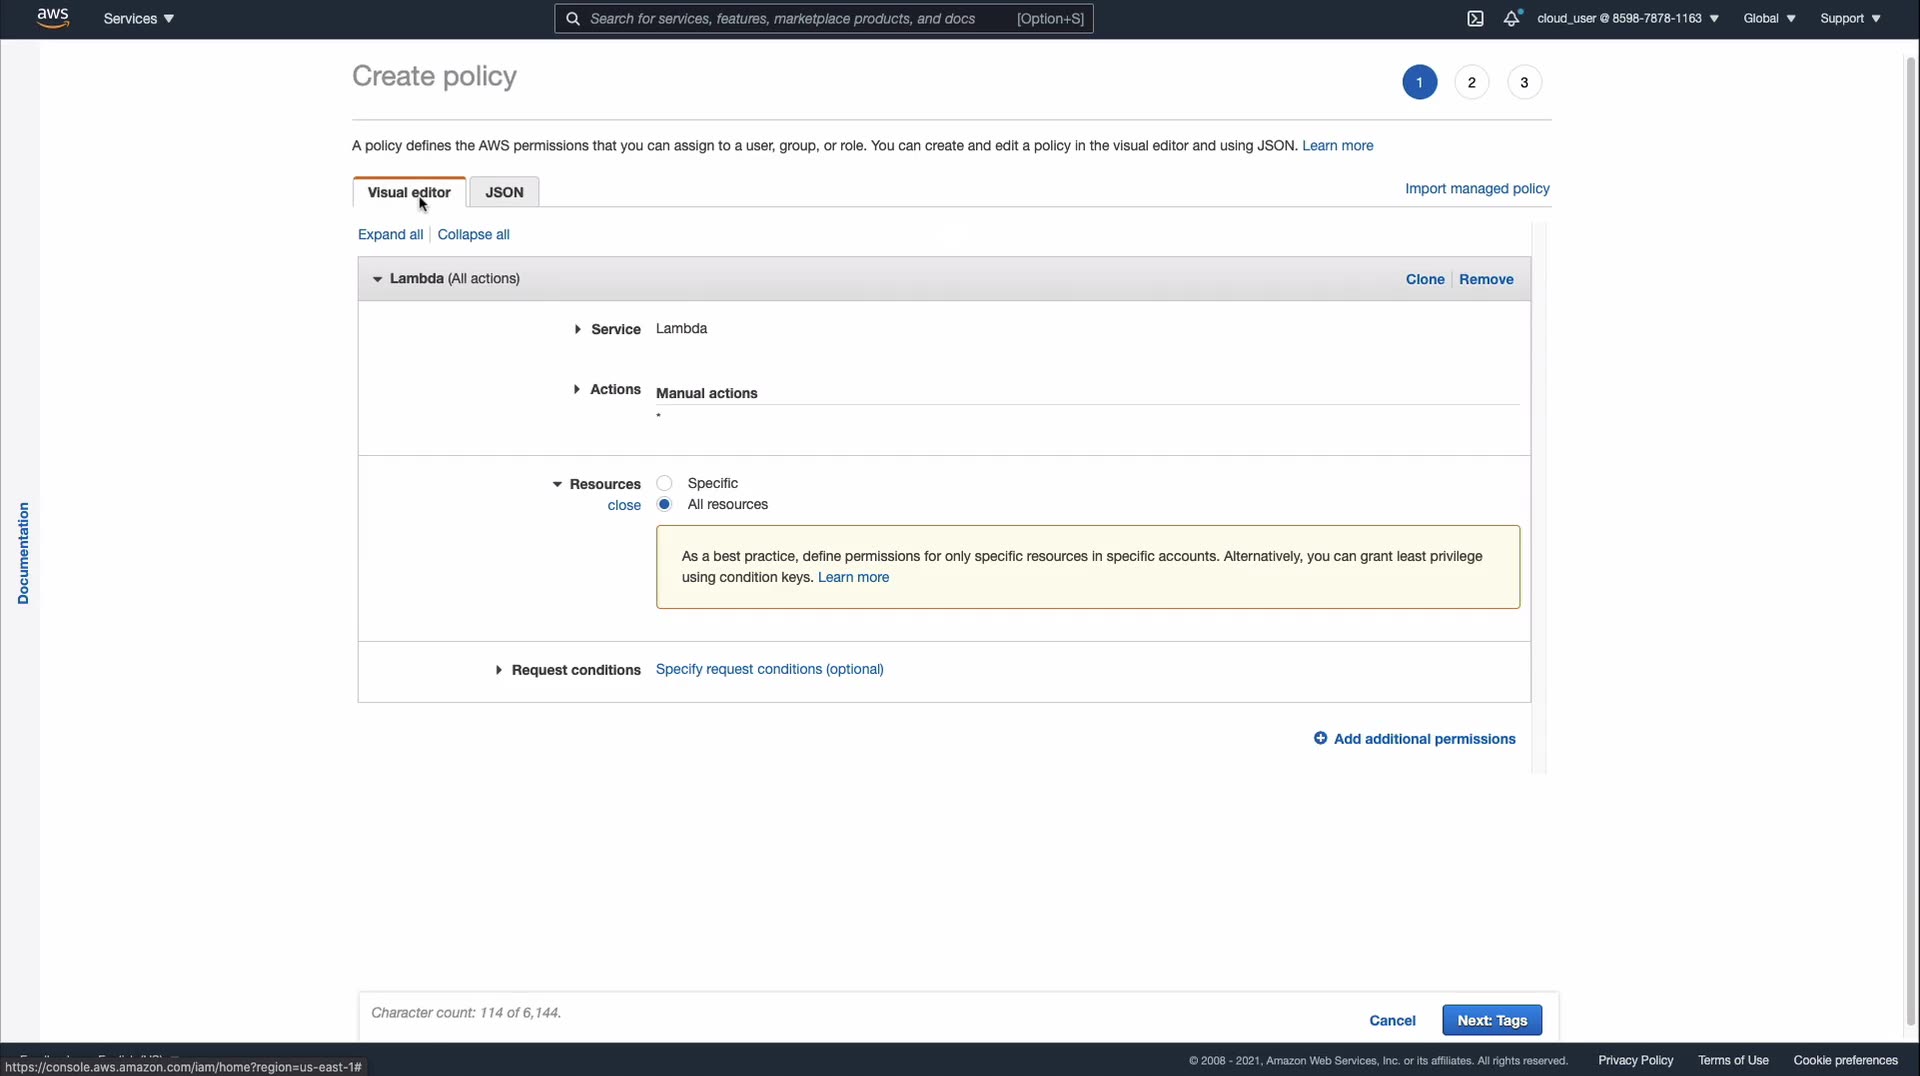 aws
Services
Search for services, features, marketplace products, and docs
[Option+S]
cloud_user @ 8598-7878-1163
Global
Support
Create policy
1
2
3
A policy defines the AWS permissions that you can assign to a user, group, or role. You can create and edit a policy in the visual editor and using JSON. Learn more
Visual editor
JSON
Import managed policy
Expand all
Collapse all
Lambda (All actions)
Clone
Remove
Service
Lambda
Actions
Manual actions
*
Resources
Specific
close
All resources
As a best practice, define permissions for only specific resources in specific accounts. Alternatively, you can grant least privilege
using condition keys. Learn more
Documentation
Request conditions
Specify request conditions (optional)
Add additional permissions
Character count: 114 of 6,144.
Cancel
Next: Tags
© 2008 - 2021, Amazon Web Services, Inc. or its affiliates. All rights reserved.
Privacy Policy
Terms of Use
Cookie preferences
https://console.aws.amazon.com/iam/home?region=us-east-1#